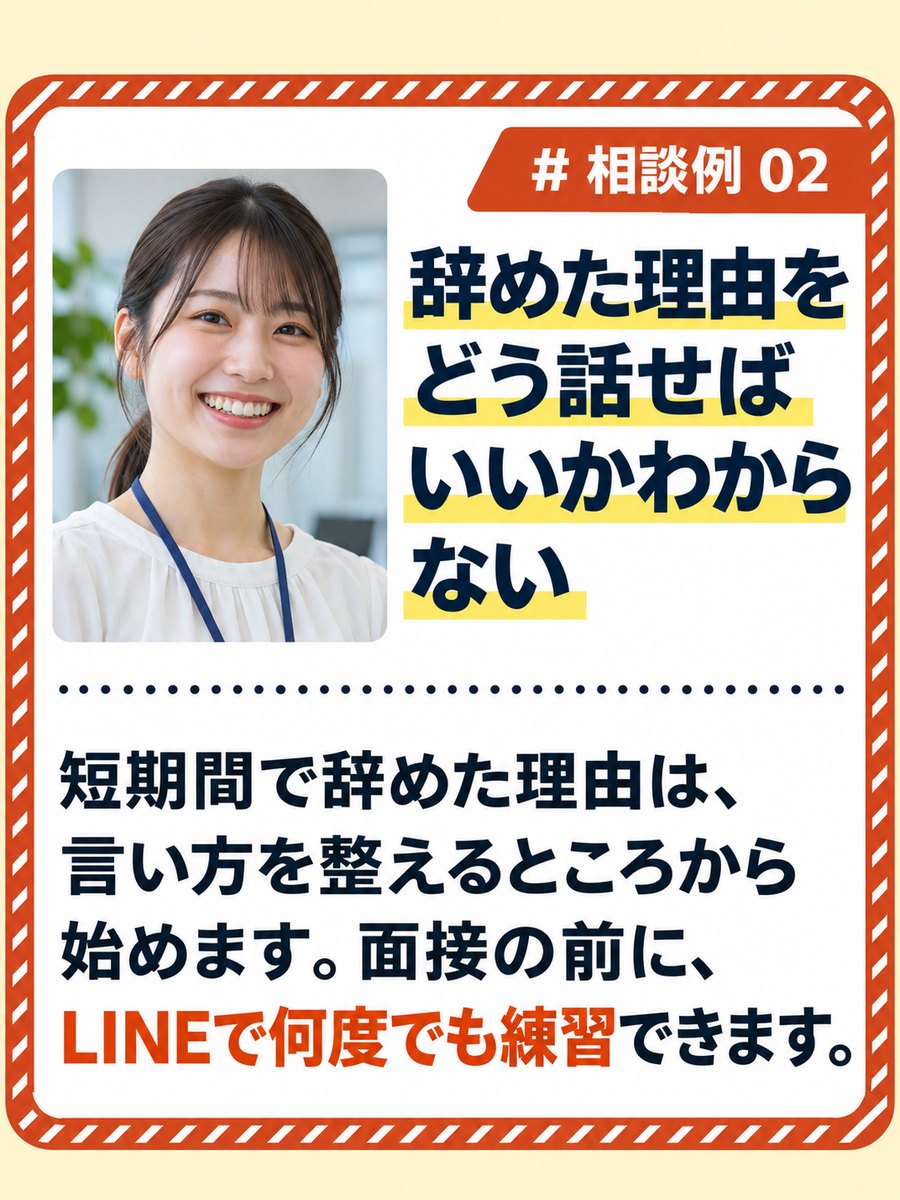 # 相談例 02
辞めた理由を
どう話せば
いいかわから
ない
短期間で辞めた理由は、
言い方を整えるところから
始めます。面接の前に、
LINEで何度でも練習できます。